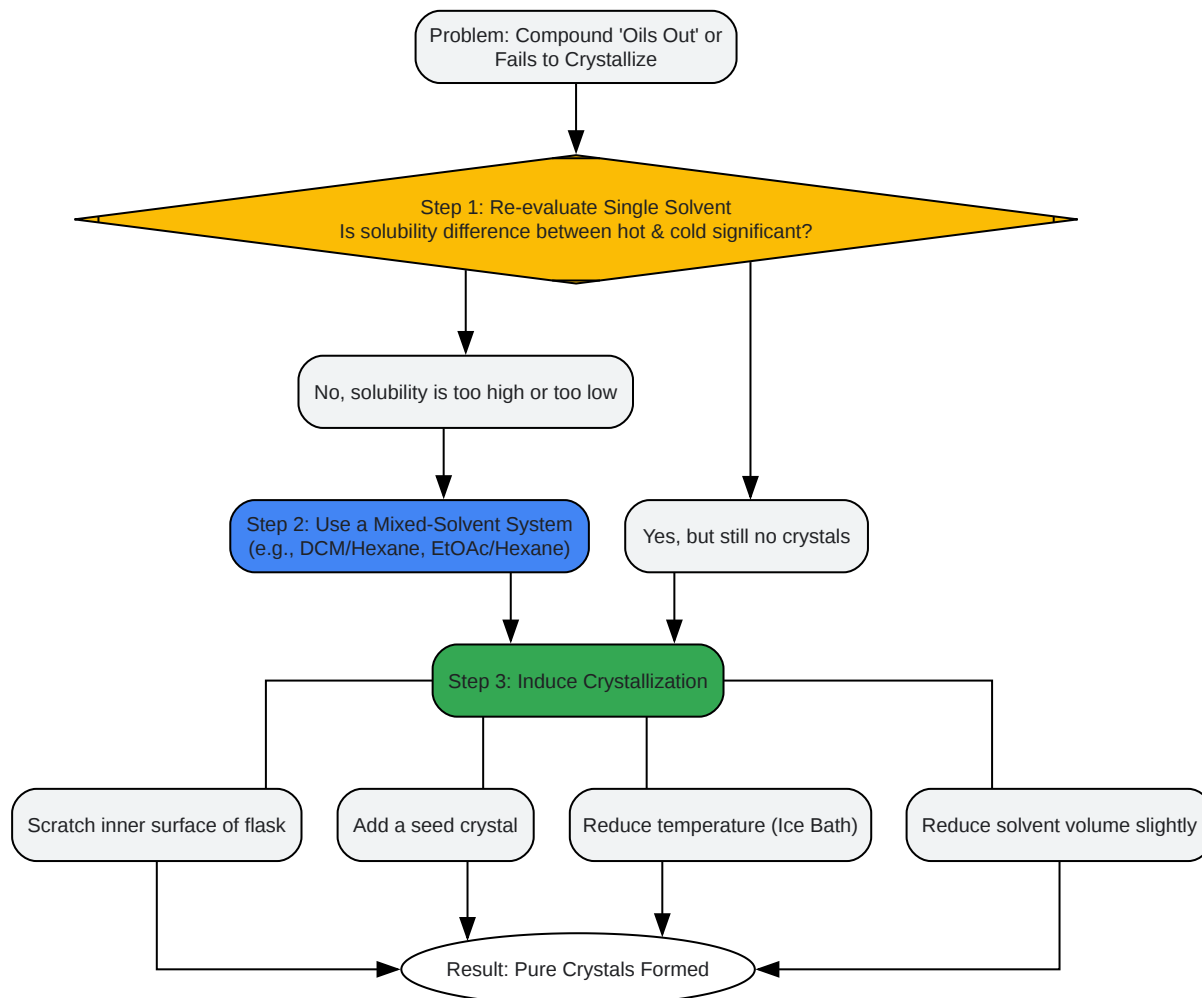 Problem: Compound 'Oils Out' or
Fails to Crystallize
Step 1: Re-evaluate Single Solvent
Is solubility difference between hot & cold significant?
No, solubility is too high or too low
Step 2: Use a Mixed-Solvent System
(e.g., DCM/Hexane, EtOAc/Hexane)
Yes, but still no crystals
Step 3: Induce Crystallization
Scratch inner surface of flask
Add a seed crystal
Reduce temperature (Ice Bath)
Reduce solvent volume slightly
Result: Pure Crystals Formed